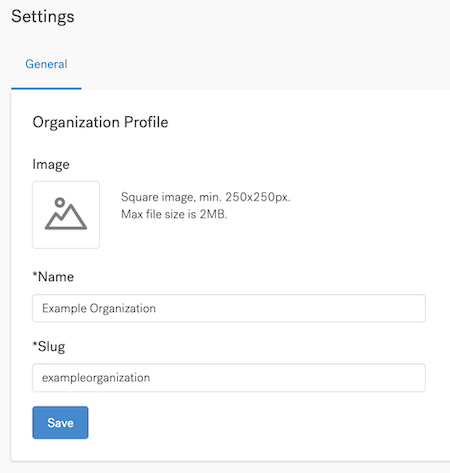 Settings
General
Organization Profile
Image
Square image, min. 250x250px.
Max file size is 2MB.
*Name
Example Organization
*Slug
exampleorganization
Save